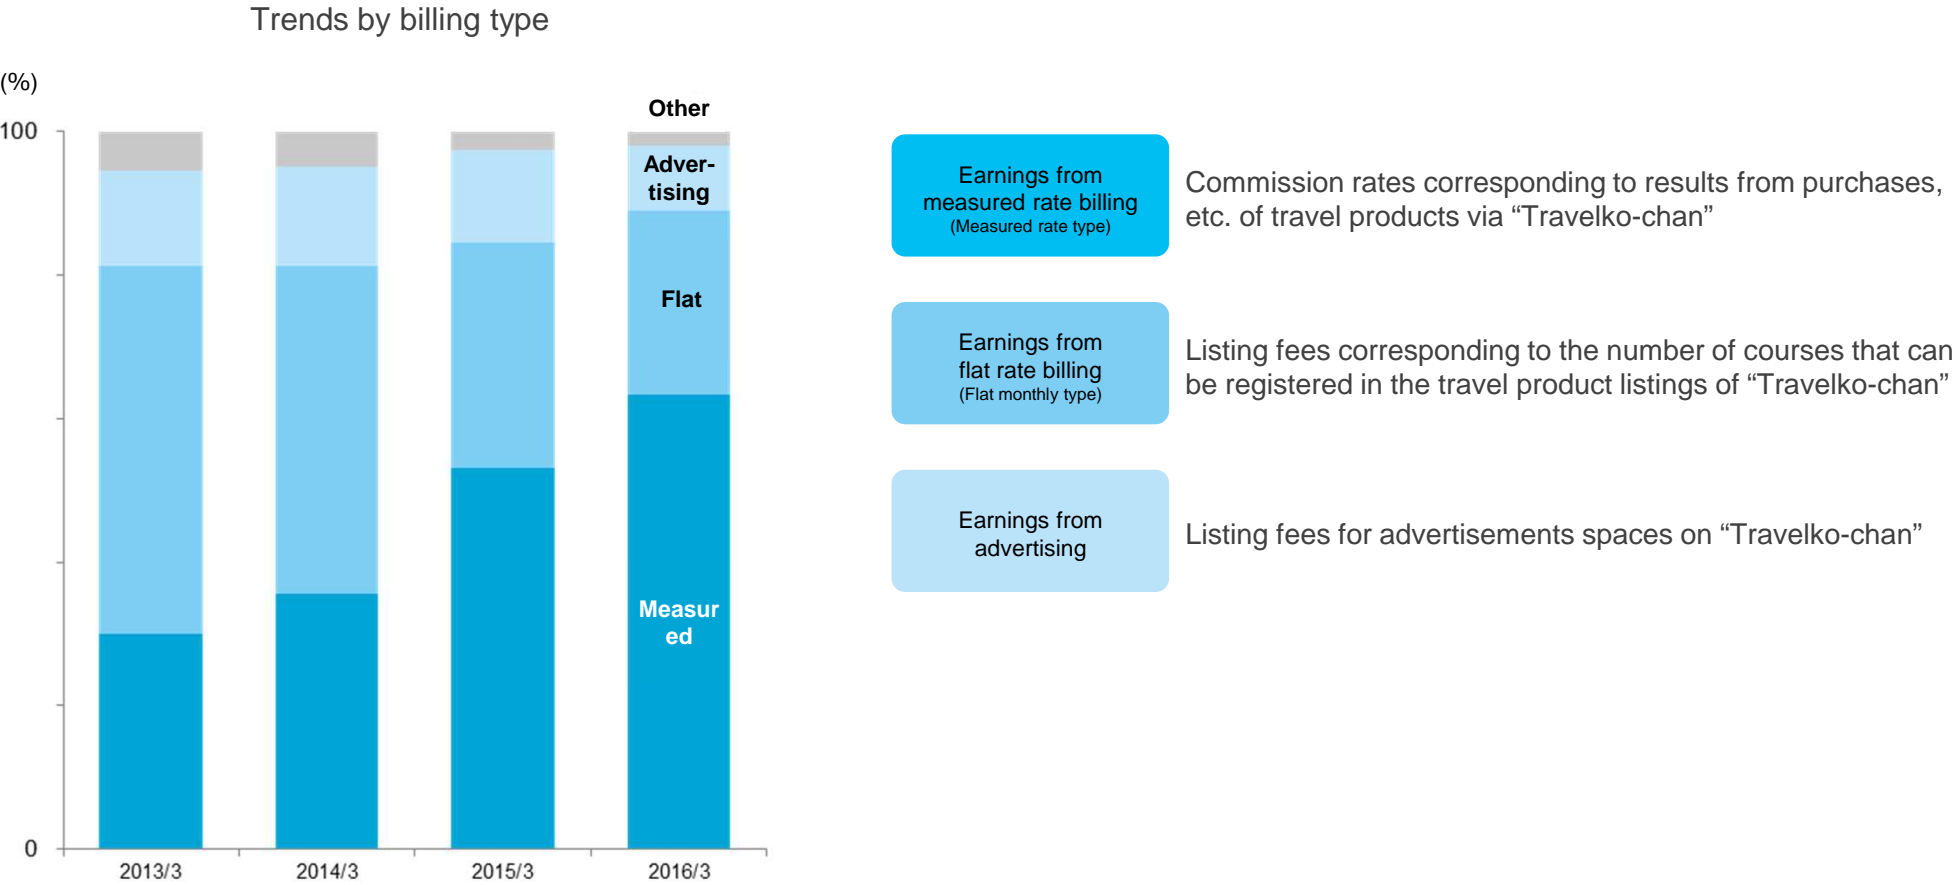 Trends by billing type
(%)
100
0
Other
Adver-
tising
Flat
Measur
ed
2013/3
2014/3
2015/3
2016/3
Earnings from
measured rate billing
(Measured rate type)
Commission rates corresponding to results from purchases,
etc. of travel products via “Travelko-chan”
Earnings from
flat rate billing
(Flat monthly type)
Listing fees corresponding to the number of courses that can
be registered in the travel product listings of “Travelko-chan”
Earnings from
advertising
Listing fees for advertisements spaces on “Travelko-chan”